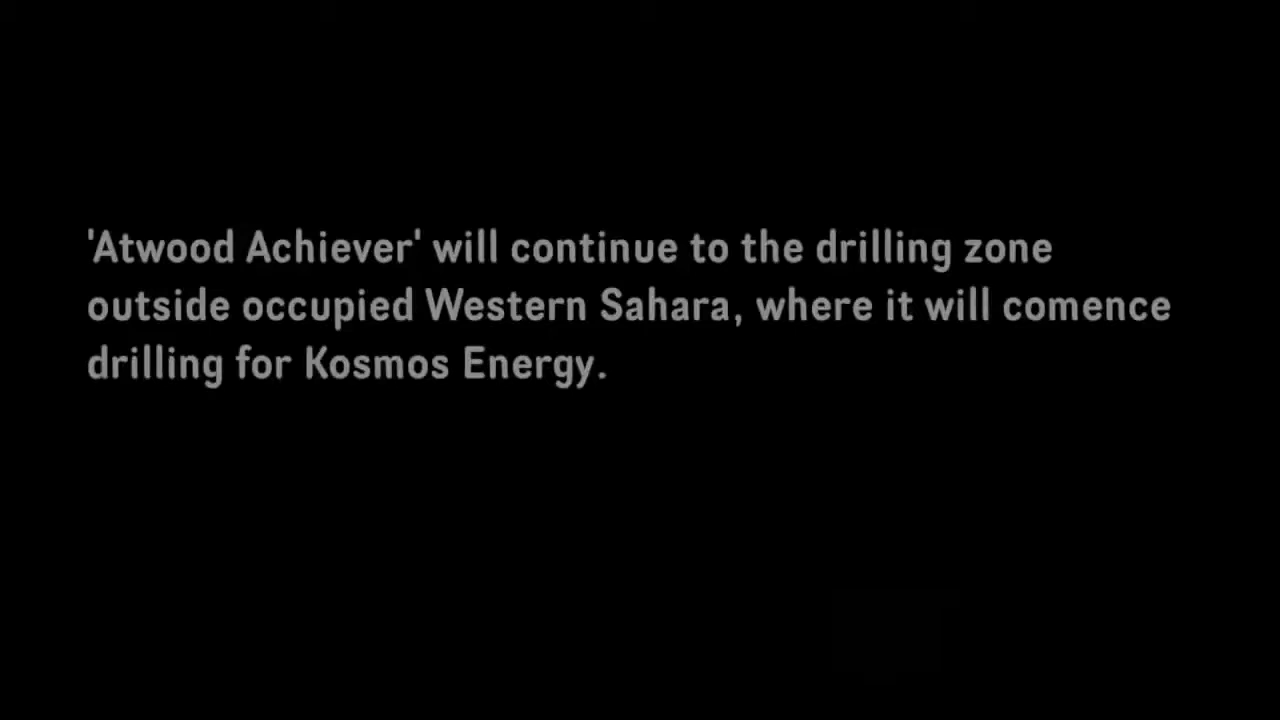 'Atwood Achiever' will continue to the drilling zone
outside occupied Western Sahara, where it will comence
drilling for Kosmos Energy.